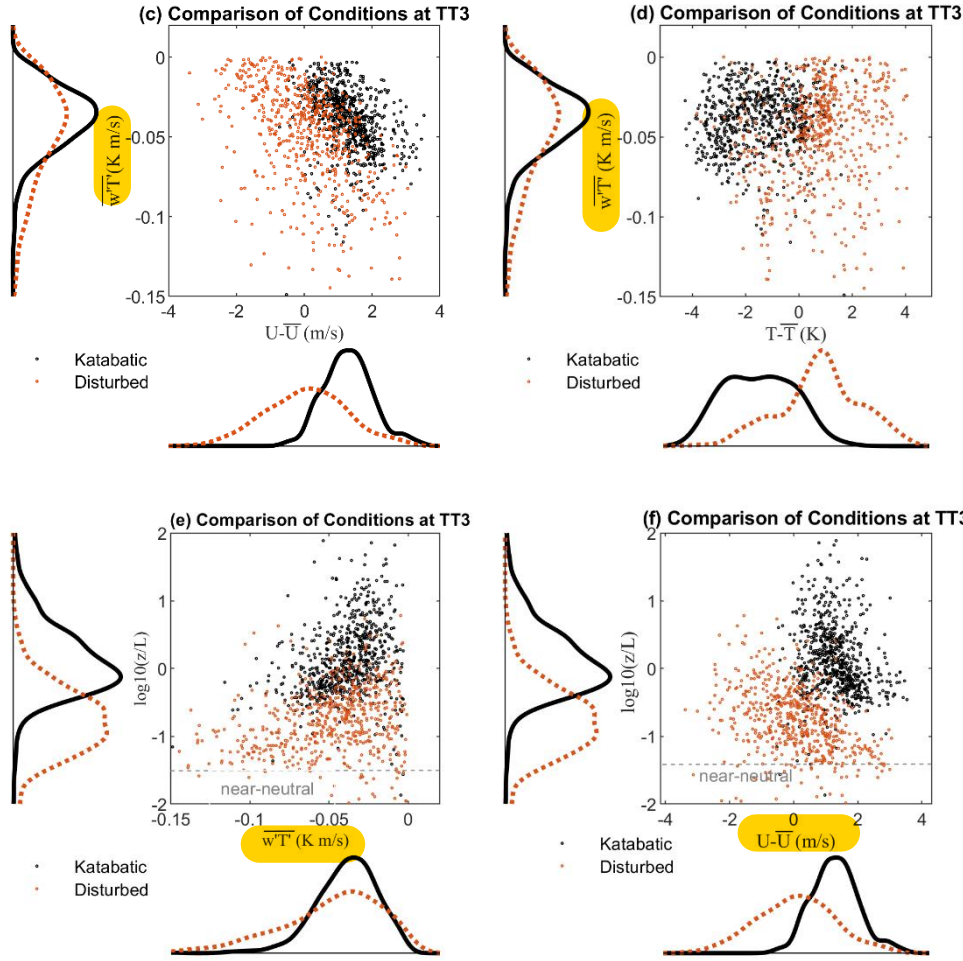 (c) Comparison of Conditions at TT3
0
-0.05
-0.1
-0.15
w'T'(K m/s)
-4 -2 0 2 4
U-U (m/s)
Katabatic
Disturbed
(d) Comparison of Conditions at TT3
0
-0.05
-0.1
-0.15
w'T' (K m/s)
-4 -2 0 2 4
T-T (K)
Katabatic
Disturbed
(e) Comparison of Conditions at TT3
2
1
0
-1
-2
log10(z/L)
near-neutral
-0.15 -0.1 -0.05 0
w'T' (K m/s)
Katabatic
Disturbed
(f) Comparison of Conditions at TT3
2
1
0
-1
-2
log10(z/L)
near-neutral
-4 -2 0 2 4
U-U (m/s)
Katabatic
Disturbed